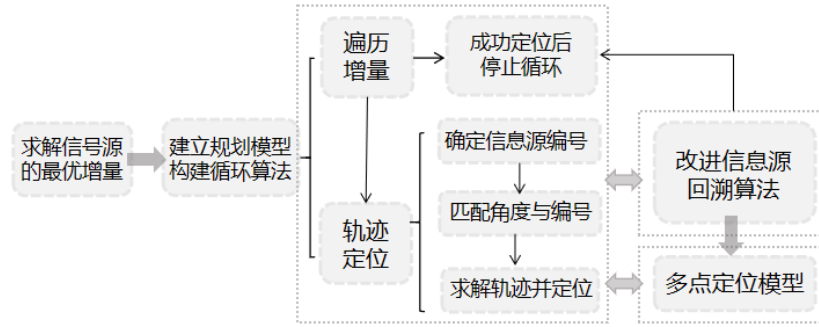 求解信号源
的最优增量
建立规划模型
构建循环算法
遍历
增量
成功定位后
停止循环
轨迹
定位
确定信息源编号
匹配角度与编号
求解轨迹并定位
改进信息源
回溯算法
多点定位模型